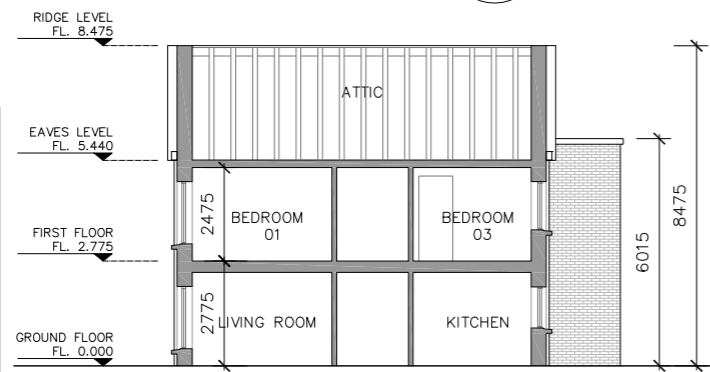 RIDGE LEVEL
FL. 8.475
ATTIC
EAVES LEVEL
FL. 5.440
2475
BEDROOM
01
BEDROOM
03
8475
6015
FIRST FLOOR
FL. 2.775
2775
LIVING ROOM
KITCHEN
GROUND FLOOR
FL. 0.000